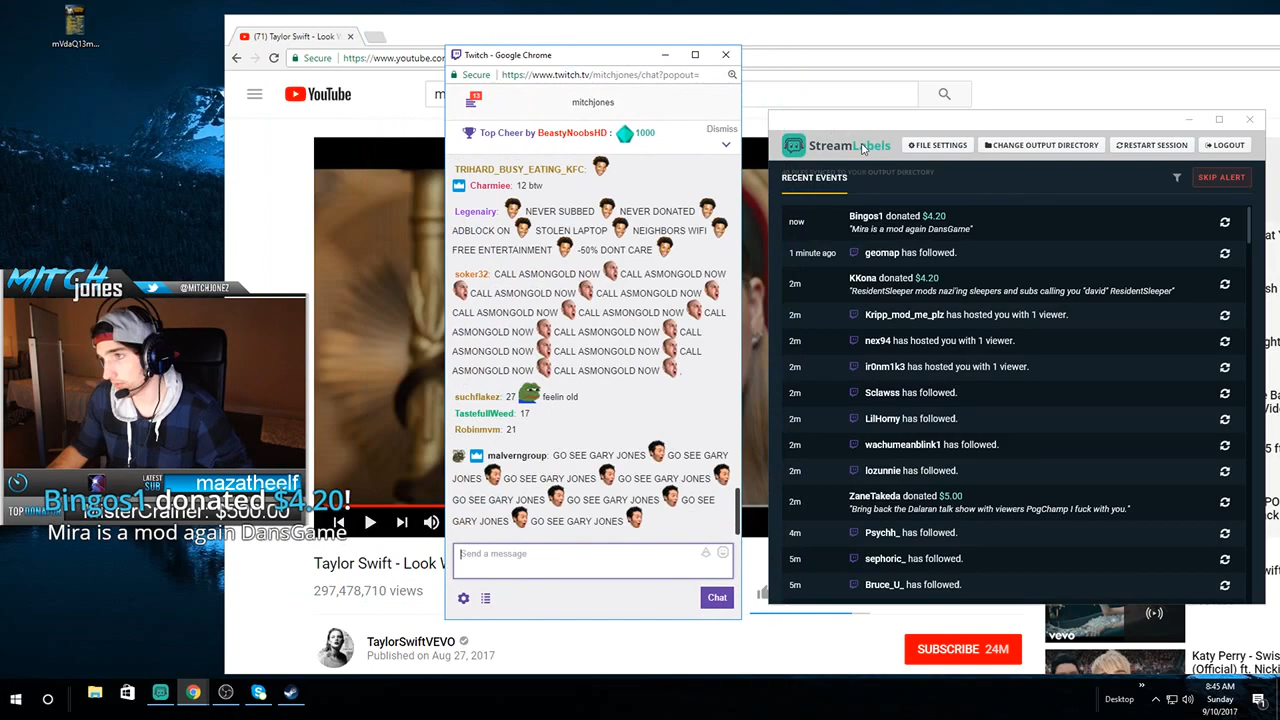 mVdaQ13m...
(71) Taylor Swift - Look W
Secure
https://www.youtube.com
YouTube
m
Twitch - Google Chrome
Secure
https://www.twitch.tv/mitchjones/chat?popout=
13
mitchjones
Top Cheer by BeastyNoobsHD : 1000
Dismiss
TRIHARD_BUSY_EATING_KFC:
Charmiee: 12 btw
Legenairy: NEVER SUBBED NEVER DONATED
ADBLOCK ON STOLEN LAPTOP NEIGHBORS WIFI
FREE ENTERTAINMENT -50% DONT CARE
soker32: CALL ASMONGOLD NOW CALL ASMONGOLD NOW
CALL ASMONGOLD NOW CALL ASMONGOLD NOW
CALL ASMONGOLD NOW CALL ASMONGOLD NOW CALL
ASMONGOLD NOW CALL ASMONGOLD NOW CALL
ASMONGOLD NOW CALL ASMONGOLD NOW CALL
ASMONGOLD NOW CALL ASMONGOLD NOW .
suchflakez: 27 feelin old
TastefullWeed: 17
Robinmvm: 21
malverngroup: GO SEE GARY JONES GO SEE GARY
JONES GO SEE GARY JONES GO SEE GARY JONES
GO SEE GARY JONES GO SEE GARY JONES GO SEE
GARY JONES GO SEE GARY JONES
Send a message
Chat
StreamLabels
FILE SETTINGS
CHANGE OUTPUT DIRECTORY
RESTART SESSION
LOGOUT
RECENT EVENTS
SKIP ALERT
now
Bingos1 donated $4.20
"Mira is a mod again DansGame"
1 minute ago
geomap has followed.
2m
KKona donated $4.20
"ResidentSleeper mods nazi'ing sleepers and subs calling you "david" ResidentSleeper"
2m
Kripp_mod_me_plz has hosted you with 1 viewer.
2m
nex94 has hosted you with 1 viewer.
2m
ir0nm1k3 has hosted you with 1 viewer.
2m
Sclawss has followed.
2m
LilHorny has followed.
2m
wachumeanblink1 has followed.
2m
lozunnie has followed.
2m
ZaneTakeda donated $5.00
"Bring back the Dalaran talk show with viewers PogChamp I fuck with you."
4m
Psychh_ has followed.
5m
sephoric_ has followed.
5m
Bruce_U_ has followed.
MITCH
jones
@MITCHJONEZ
LATEST
SUB
mazatheelf
Bingos1 donated $4.20!
Mira is a mod again DansGame
Taylor Swift - Look W
297,478,710 views
TaylorSwiftVEVO
Published on Aug 27, 2017
SUBSCRIBE 24M
vevo
Katy Perry - Swis
(Official) ft. Nicki
Desktop
8:45 AM
Sunday
9/10/2017